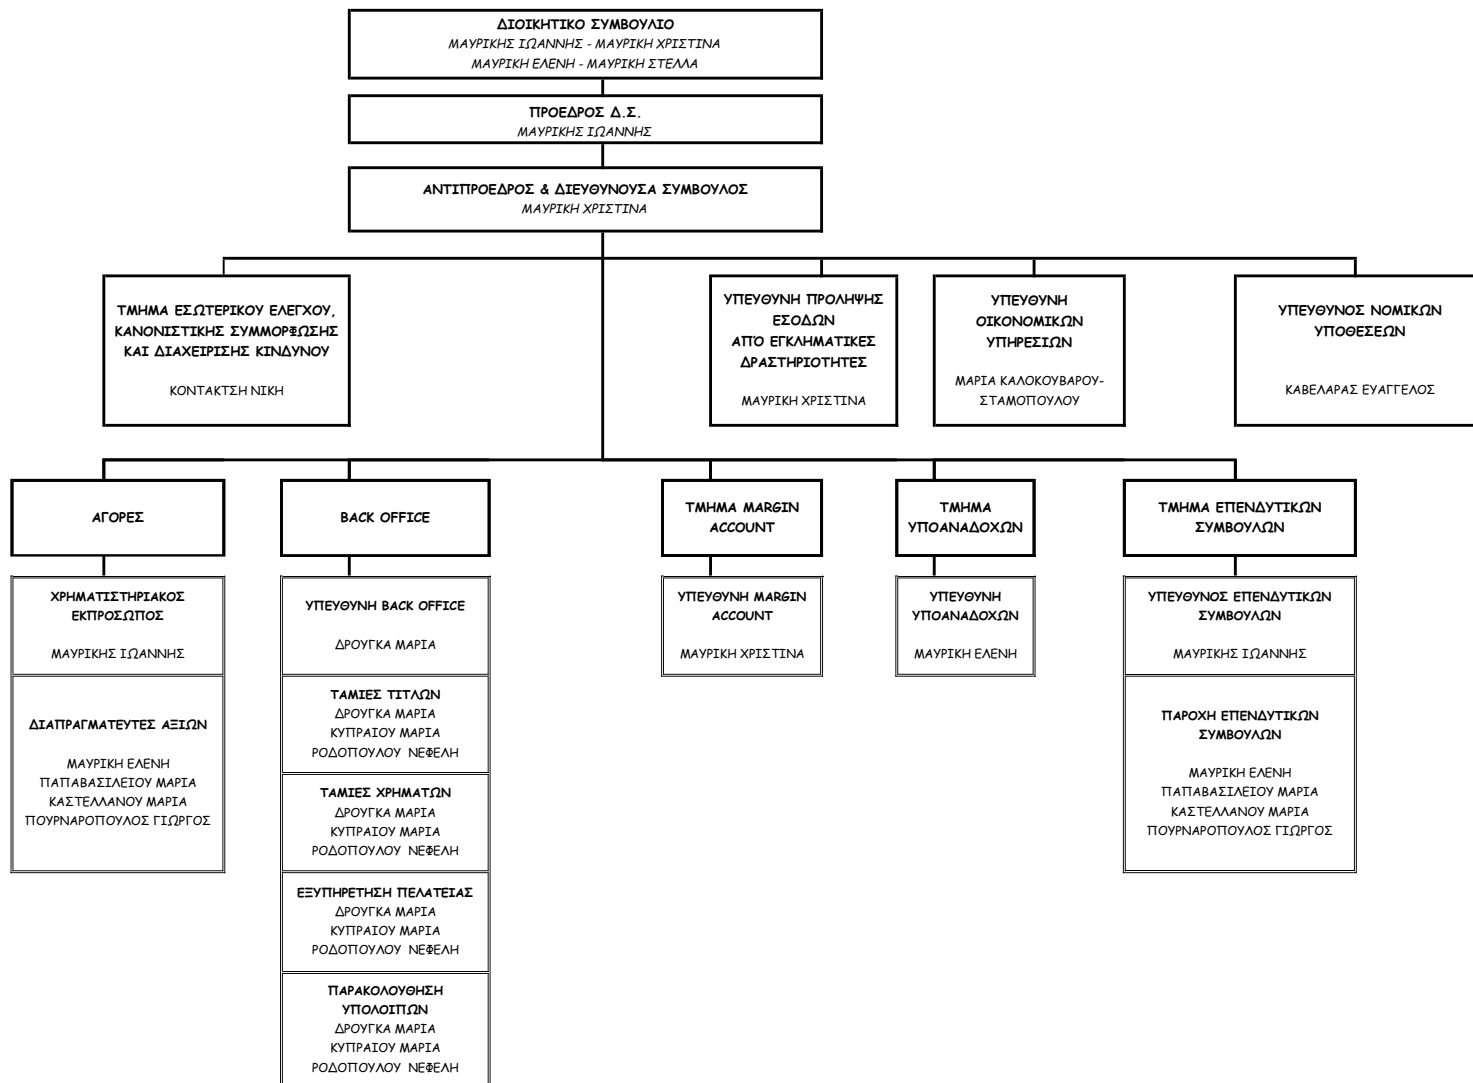 ΔΙΟΙΚΗΤΙΚΟ ΣΥΜΒΟΥΛΙΟ
ΜΑΥΡΙΚΗΣ ΙΩΑΝΝΗΣ - ΜΑΥΡΙΚΗ ΧΡΙΣΤΙΝΑ
ΜΑΥΡΙΚΗ ΕΛΕΝΗ - ΜΑΥΡΙΚΗ ΣΤΕΛΛΑ
ΠΡΟΕΔΡΟΣ Δ.Σ.
ΜΑΥΡΙΚΗΣ ΙΩΑΝΝΗΣ
ΑΝΤΙΠΡΟΕΔΡΟΣ & ΔΙΕΥΘΥΝΟΥΣΑ ΣΥΜΒΟΥΛΟΣ
ΜΑΥΡΙΚΗ ΧΡΙΣΤΙΝΑ
ΤΜΗΜΑ ΕΣΩΤΕΡΙΚΟΥ ΕΛΕΓΧΟΥ,
ΚΑΝΟΝΙΣΤΙΚΗΣ ΣΥΜΜΟΡΦΩΣΗΣ
ΚΑΙ ΔΙΑΧΕΙΡΙΣΗΣ ΚΙΝΔΥΝΟΥ
ΚΟΝΤΑΚΤΣΗ ΝΙΚΗ
ΥΠΕΥΘΥΝΗ ΠΡΟΛΗΨΗΣ
ΕΣΟΔΩΝ
ΑΠΌ ΕΓΚΛΗΜΑΤΙΚΕΣ
ΔΡΑΣΤΗΡΙΟΤΗΤΕΣ
ΜΑΥΡΙΚΗ ΧΡΙΣΤΙΝΑ
ΥΠΕΥΘΥΝΗ
ΟΙΚΟΝΟΜΙΚΩΝ
ΥΠΗΡΕΣΙΩΝ
ΜΑΡΙΑ ΚΑΛΟΚΟΥΒΑΡΟΥ-
ΣΤΑΜΟΠΟΥΛΟΥ
ΥΠΕΥΘΥΝΟΣ ΝΟΜΙΚΩΝ
ΥΠΟΘΕΣΕΩΝ
ΚΑΒΕΛΑΡΑΣ ΕΥΑΓΓΕΛΟΣ
ΑΓΟΡΕΣ
ΧΡΗΜΑΤΙΣΤΗΡΙΑΚΟΣ
ΕΚΠΡΟΣΩΠΟΣ
ΜΑΥΡΙΚΗΣ ΙΩΑΝΝΗΣ
ΔΙΑΠΡΑΓΜΑΤΕΥΤΕΣ ΑΞΙΩΝ
ΜΑΥΡΙΚΗ ΕΛΕΝΗ
ΠΑΠΑΒΑΣΙΛΕΙΟΥ ΜΑΡΙΑ
ΚΑΣΤΕΛΛΑΝΟΥ ΜΑΡΙΑ
ΠΟΥΡΝΑΡΟΠΟΥΛΟΣ ΓΙΩΡΓΟΣ
BACK OFFICE
ΥΠΕΥΘΥΝΗ BACK OFFICE
ΔΡΟΥΓΚΑ ΜΑΡΙΑ
ΤΑΜΙΕΣ ΤΙΤΛΩΝ
ΔΡΟΥΓΚΑ ΜΑΡΙΑ
ΚΥΠΡΑΙΟΥ ΜΑΡΙΑ
ΡΟΔΟΠΟΥΛΟΥ ΝΕΦΕΛΗ
ΤΑΜΙΕΣ ΧΡΗΜΑΤΩΝ
ΔΡΟΥΓΚΑ ΜΑΡΙΑ
ΚΥΠΡΑΙΟΥ ΜΑΡΙΑ
ΡΟΔΟΠΟΥΛΟΥ ΝΕΦΕΛΗ
ΕΞΥΠΗΡΕΤΗΣΗ ΠΕΛΑΤΕΙΑΣ
ΔΡΟΥΓΚΑ ΜΑΡΙΑ
ΚΥΠΡΑΙΟΥ ΜΑΡΙΑ
ΡΟΔΟΠΟΥΛΟΥ ΝΕΦΕΛΗ
ΠΑΡΑΚΟΛΟΥΘΗΣΗ
ΥΠΟΛΟΙΠΩΝ
ΔΡΟΥΓΚΑ ΜΑΡΙΑ
ΚΥΠΡΑΙΟΥ ΜΑΡΙΑ
ΡΟΔΟΠΟΥΛΟΥ ΝΕΦΕΛΗ
ΤΜΗΜΑ MARGIN
ACCOUNT
ΥΠΕΥΘΥΝΗ MARGIN
ACCOUNT
ΜΑΥΡΙΚΗ ΧΡΙΣΤΙΝΑ
ΤΜΗΜΑ
ΥΠΟΑΝΑΔΟΧΩΝ
ΥΠΕΥΘΥΝΗ
ΥΠΟΑΝΑΔΟΧΩΝ
ΜΑΥΡΙΚΗ ΕΛΕΝΗ
ΤΜΗΜΑ ΕΠΕΝΔΥΤΙΚΩΝ
ΣΥΜΒΟΥΛΩΝ
ΥΠΕΥΘΥΝΟΣ ΕΠΕΝΔΥΤΙΚΩΝ
ΣΥΜΒΟΥΛΩΝ
ΜΑΥΡΙΚΗΣ ΙΩΑΝΝΗΣ
ΠΑΡΟΧΗ ΕΠΕΝΔΥΤΙΚΩΝ
ΣΥΜΒΟΥΛΩΝ
ΜΑΥΡΙΚΗ ΕΛΕΝΗ
ΠΑΠΑΒΑΣΙΛΕΙΟΥ ΜΑΡΙΑ
ΚΑΣΤΕΛΛΑΝΟΥ ΜΑΡΙΑ
ΠΟΥΡΝΑΡΟΠΟΥΛΟΣ ΓΙΩΡΓΟΣ